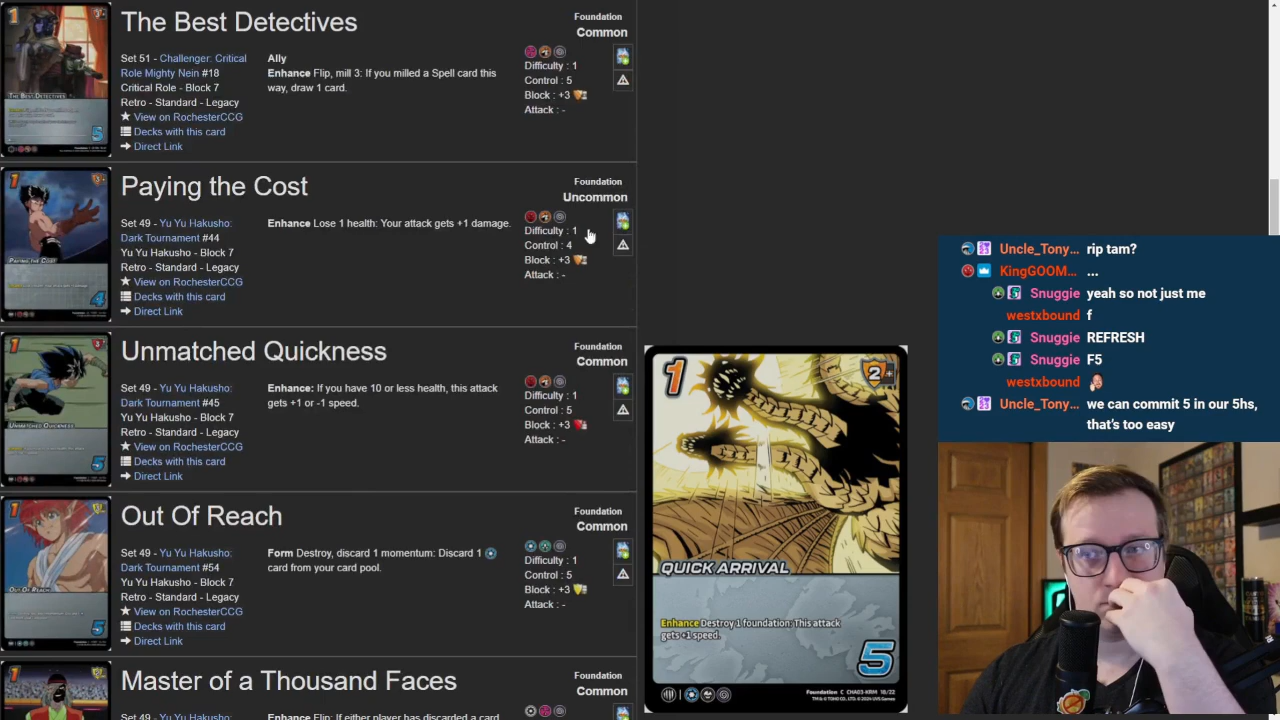 The Best Detectives
Foundation
Common
Set 51 - Challenger: Critical
Role Mighty Nein #18
Critical Role - Block 7
Retro - Standard - Legacy
View on RochesterCCG
Decks with this card
Direct Link
Ally
Enhance Flip, mill 3: If you milled a Spell card this
way, draw 1 card.
Difficulty : 1
Control : 5
Block : +3
Attack : -
Paying the Cost
Foundation
Uncommon
Set 49 - Yu Yu Hakusho:
Dark Tournament #44
Yu Yu Hakusho - Block 7
Retro - Standard - Legacy
View on RochesterCCG
Decks with this card
Direct Link
Enhance Lose 1 health: Your attack gets +1 damage.
Difficulty : 1
Control : 4
Block : +3
Attack : -
Unmatched Quickness
Foundation
Common
Set 49 - Yu Yu Hakusho:
Dark Tournament #45
Yu Yu Hakusho - Block 7
Retro - Standard - Legacy
View on RochesterCCG
Decks with this card
Direct Link
Enhance: If you have 10 or less health, this attack
gets +1 or -1 speed.
Difficulty : 1
Control : 5
Block : +3
Attack : -
Out Of Reach
Foundation
Common
Set 49 - Yu Yu Hakusho:
Dark Tournament #54
Yu Yu Hakusho - Block 7
Retro - Standard - Legacy
View on RochesterCCG
Decks with this card
Direct Link
Form Destroy, discard 1 momentum: Discard 1
card from your card pool.
Difficulty : 1
Control : 5
Block : +3
Attack : -
Master of a Thousand Faces
Foundation
Common
Set 49 - Yu Yu Hakusho:
Enhance Flip: If either player has discarded a card
Difficulty : 1
1
2
QUICK ARRIVAL
Enhance Destroy 1 foundation: This attack
gets +1 speed.
5
Foundation C CHA03-KRM 18/22
Uncle_Tony... rip tam?
KingGOOM... ...
Snuggie yeah so not just me
westxbound f
Snuggie REFRESH
Snuggie F5
westxbound
Uncle_Tony... we can commit 5 in our 5hs,
that's too easy